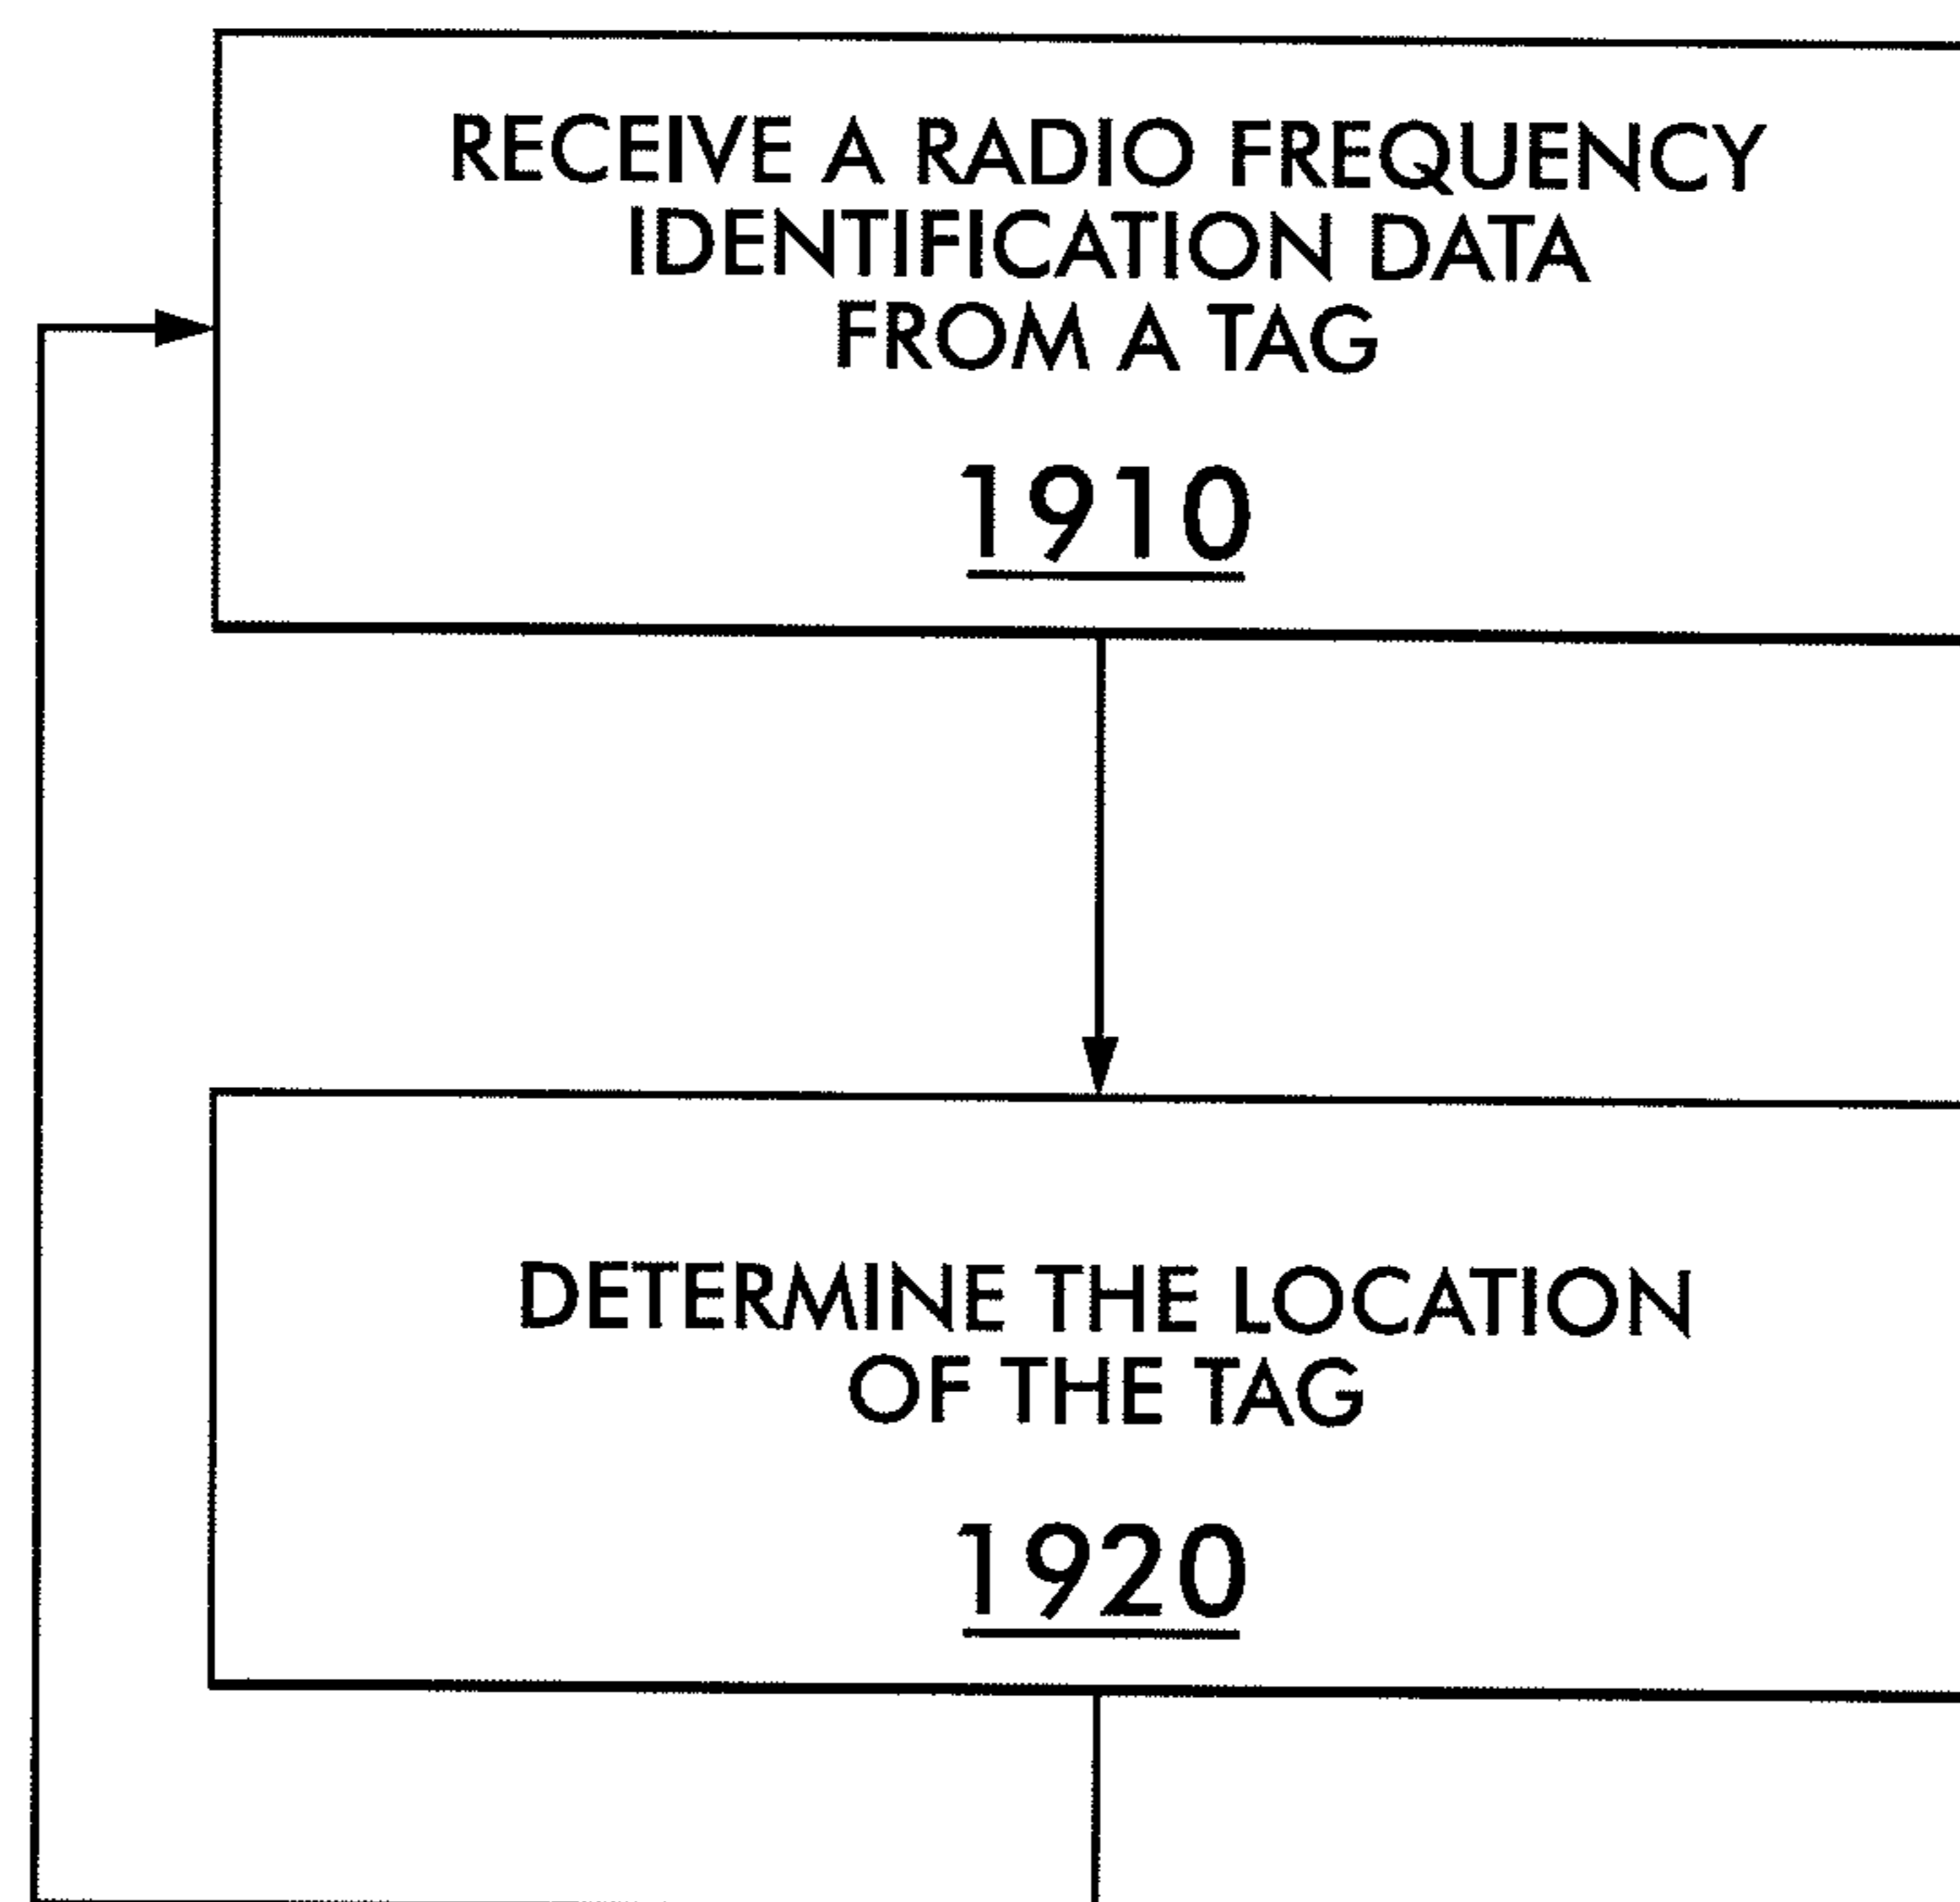 RECEIVE A RADIO FREQUENCY
IDENTIFICATION DATA
FROM A TAG
1910
DETERMINE THE LOCATION
OF THE TAG
1920